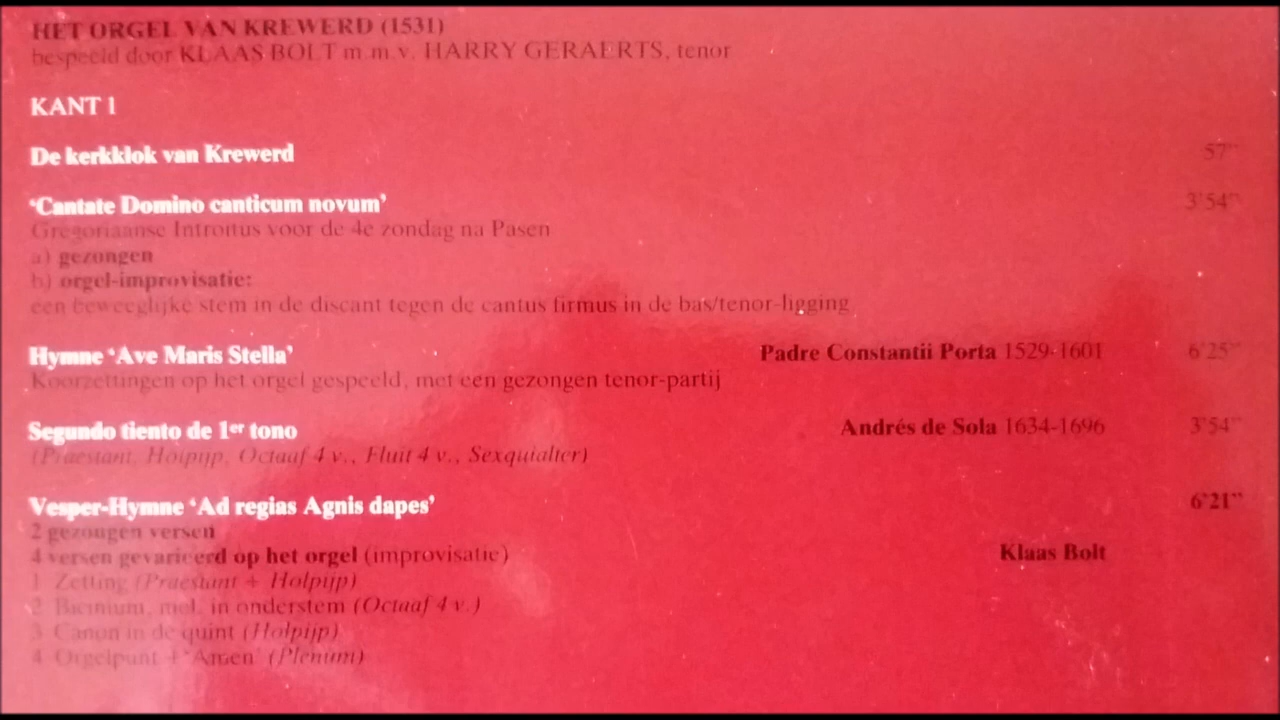 HET ORGEL VAN KREWERD (1531)
bespeeld door KLAAS BOLT m.m.v. HARRY GERAERTS, tenor
KANT 1
De kerkklok van Krewerd 57"
‘Cantate Domino canticum novum’ 3'54"
Gregoriaanse Introitus voor de 4e zondag na Pasen
a) gezongen
b) orgel-improvisatie:
een beweeglijke stem in de discant tegen de cantus firmus in de bas/tenor-ligging
Hymne ‘Ave Maris Stella’ Padre Constantii Porta 1529-1601 6'25"
Koorzettingen op het orgel gespeeld, met een gezongen tenor-partij
Segundo tiento de 1er tono Andrés de Sola 1634-1696 3'54"
(Praestant, Holpijp, Octaaf 4 v., Fluit 4 v., Sexquialter)
Vesper-Hymne ‘Ad regias Agnis dapes’ 6'21"
2 gezongen versen
4 versen gevarieerd op het orgel (improvisatie) Klaas Bolt
1 Zetting (Praestant + Holpijp)
2 Bicinium, mel. in onderstem (Octaaf 4 v.)
3 Canon in de quint (Holpijp)
4 Orgelpunt + ‘Amen’ (Plenum)